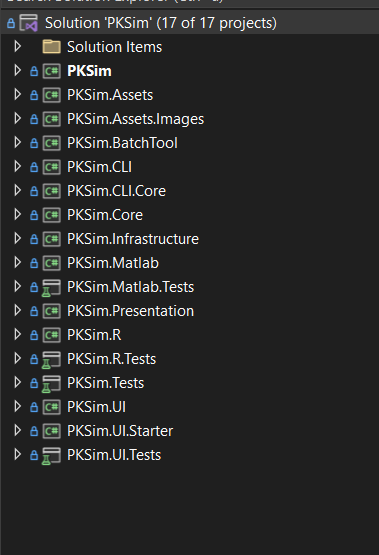 Solution 'PKSim' (17 of 17 projects)
Solution Items
C# PKSim
C# PKSim.Assets
C# PKSim.Assets.Images
C# PKSim.BatchTool
C# PKSim.CLI
C# PKSim.CLI.Core
C# PKSim.Core
C# PKSim.Infrastructure
C# PKSim.Matlab
PKSim.Matlab.Tests
C# PKSim.Presentation
C# PKSim.R
PKSim.R.Tests
PKSim.Tests
C# PKSim.UI
C# PKSim.UI.Starter
PKSim.UI.Tests